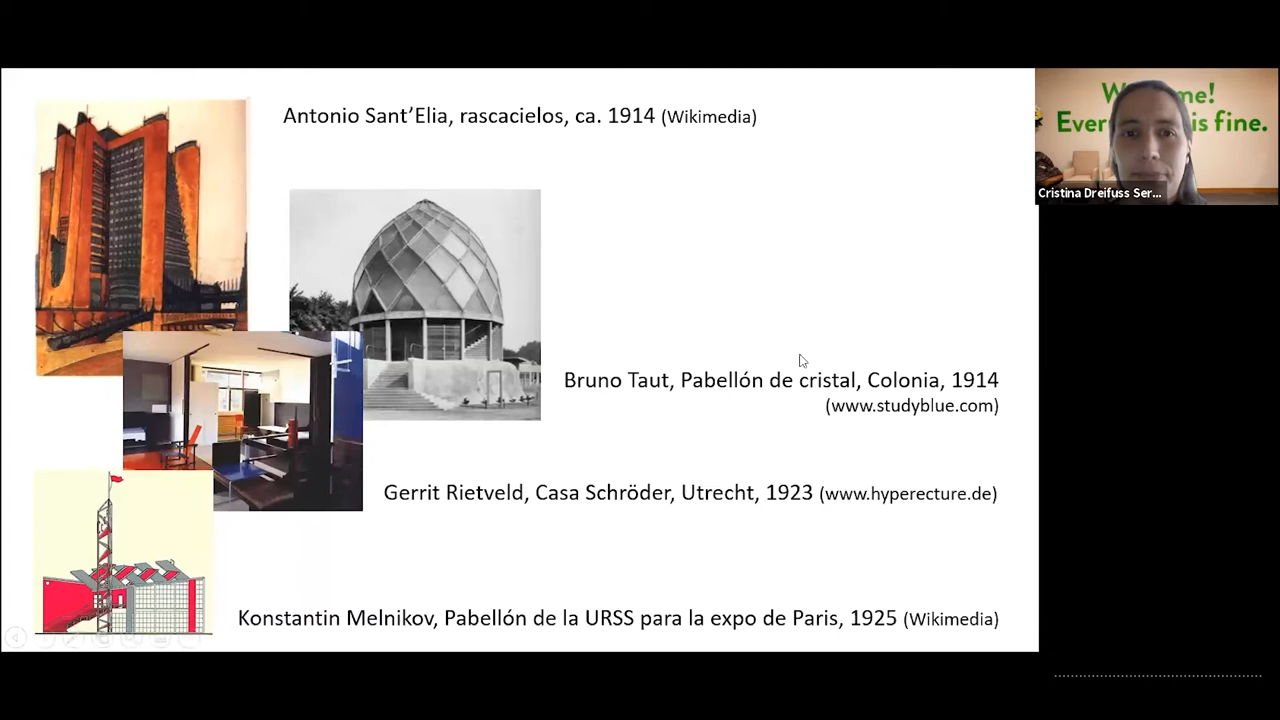 Antonio Sant'Elia, rascacielos, ca. 1914 (Wikimedia)
W me!
Ever is fine.
Cristina Dreifuss Ser...
Bruno Taut, Pabellón de cristal, Colonia, 1914
(www.studyblue.com)
Gerrit Rietveld, Casa Schröder, Utrecht, 1923 (www.hyperecture.de)
Konstantin Melnikov, Pabellón de la URSS para la expo de Paris, 1925 (Wikimedia)